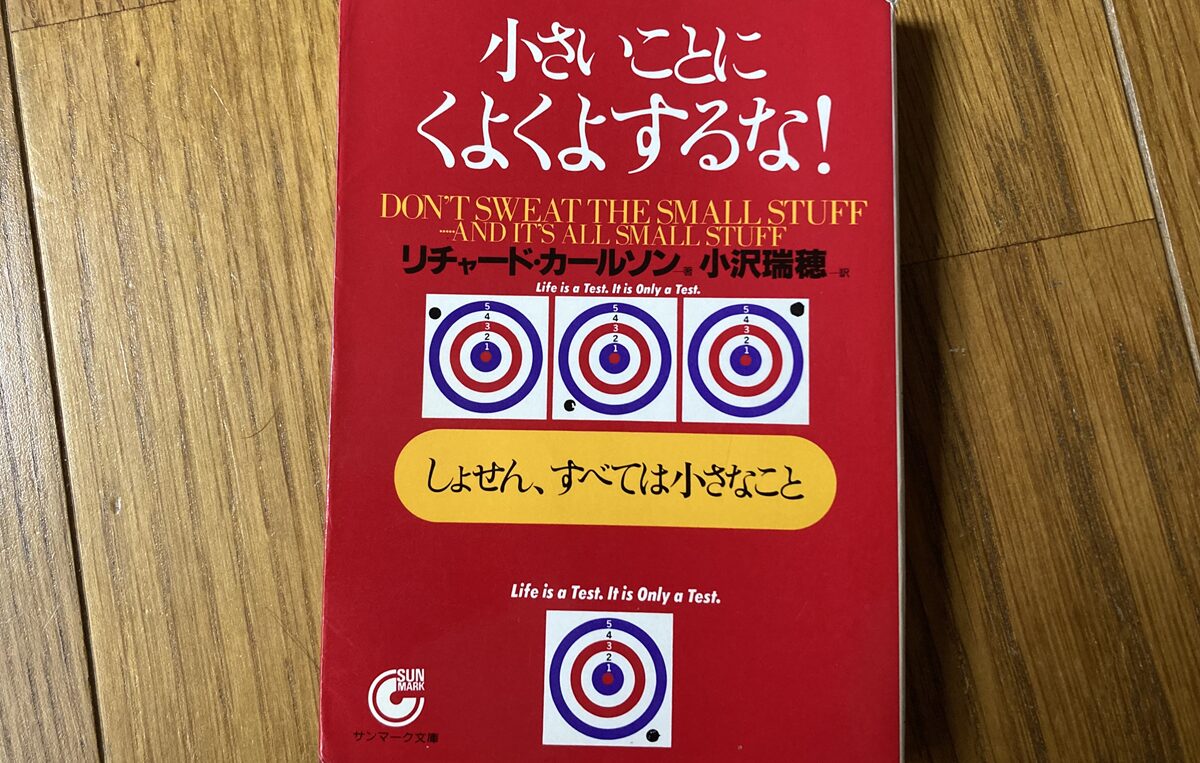 小さいことに
くよくよするな!
DON'T SWEAT THE SMALL STUFF
.....AND IT'S ALL SMALL STUFF
リチャード・カールソン—著 小沢瑞穂—訳
Life is a Test. It is Only a Test.
5 5 5
4 4 4
3 3 3
2 2 2
1 1 1
しょせん、すべては小さなこと
Life is a Test. It is Only a Test.
5
4
3
2
1
SUN
MARK
サンマーク文庫